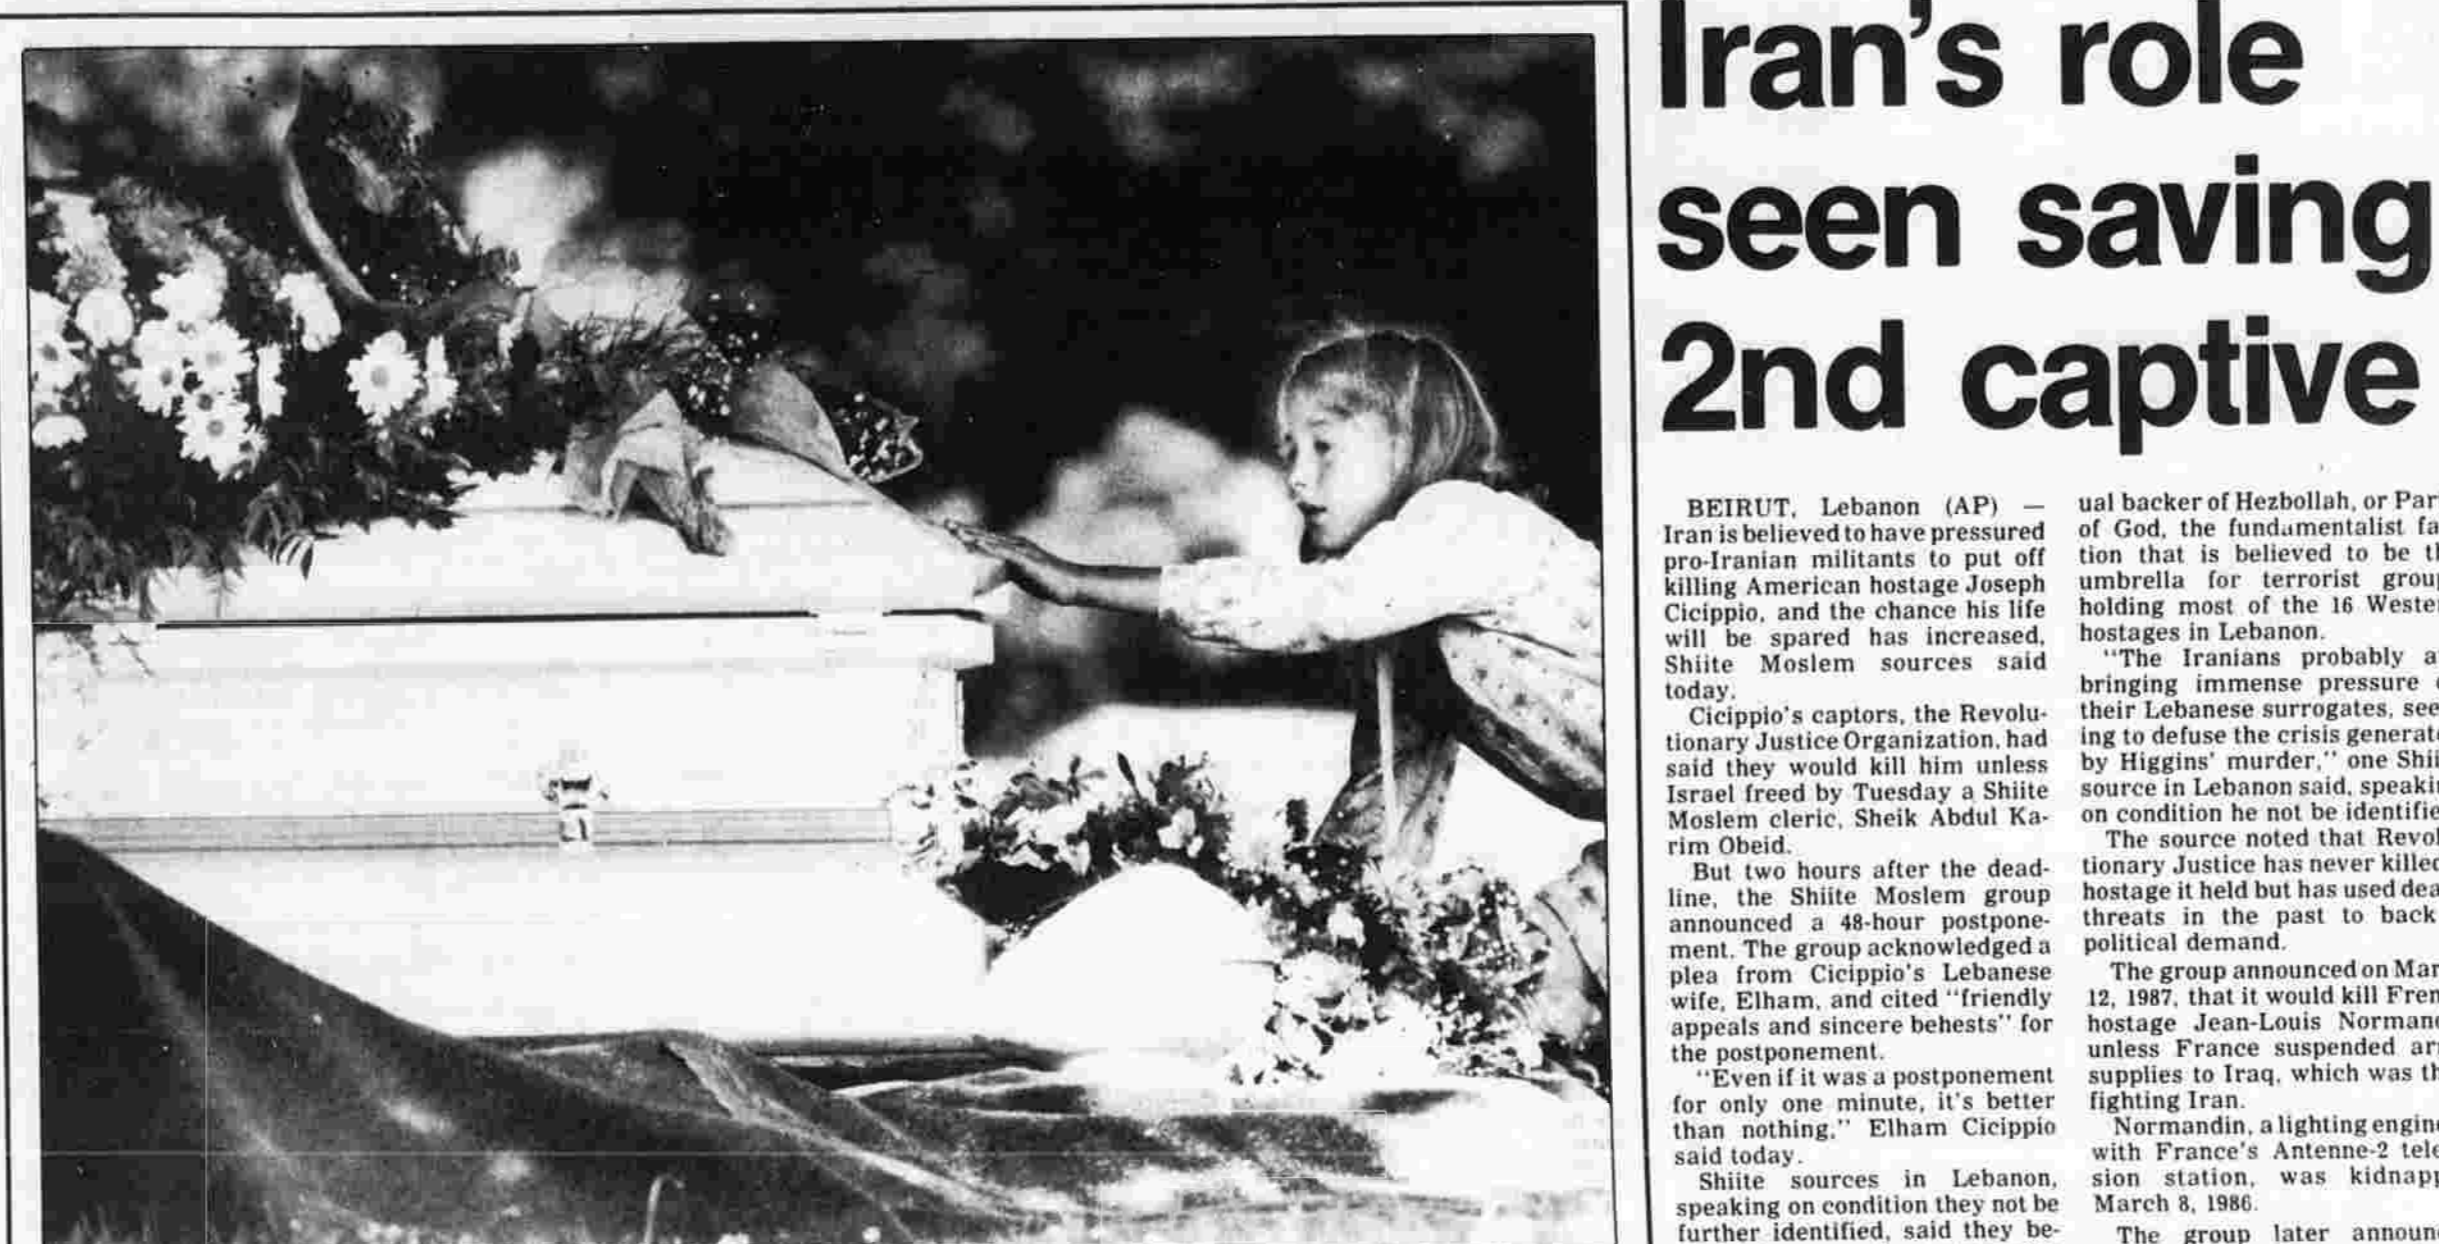 Iran's role
seen saving
2nd captive
BEIRUT, Lebanon (AP) —
Iran is believed to have pressured
pro-Iranian militants to put off
killing American hostage Joseph
Cicippio, and the chance his life
will be spared has increased,
Shiite Moslem sources said
today.
Cicippio's captors, the Revolu-
tionary Justice Organization, had
said they would kill him unless
Israel freed by Tuesday a Shiite
Moslem cleric, Sheik Abdul Ka-
rim Obeid.
But two hours after the dead-
line, the Shiite Moslem group
announced a 48-hour postpone-
ment. The group acknowledged a
plea from Cicippio's Lebanese
wife, Elham, and cited "friendly
appeals and sincere behests" for
the postponement.
"Even if it was a postponement
for only one minute, it's better
than nothing," Elham Cicippio
said today.
Shiite sources in Lebanon,
speaking on condition they not be
further identified, said they be-
ual backer of Hezbollah, or
of God, the fundamentalist
tion that is believed to be
umbrella for terrorist
holding most of the 16
hostages in Lebanon.
"The Iranians probably
bringing immense pressure
their Lebanese surrogates,
ing to defuse the crisis
by Higgins' murder," one
source in Lebanon said,
on condition he not be
The source noted that
tionary Justice has never
hostage it held but has used
threats in the past to back
political demand.
The group announced on
12, 1987, that it would kill
hostage Jean-Louis
unless France suspended
supplies to Iraq, which was
fighting Iran.
Normandin, a lighting
with France's Antenne-2
sion station, was
March 8, 1986.
The group later